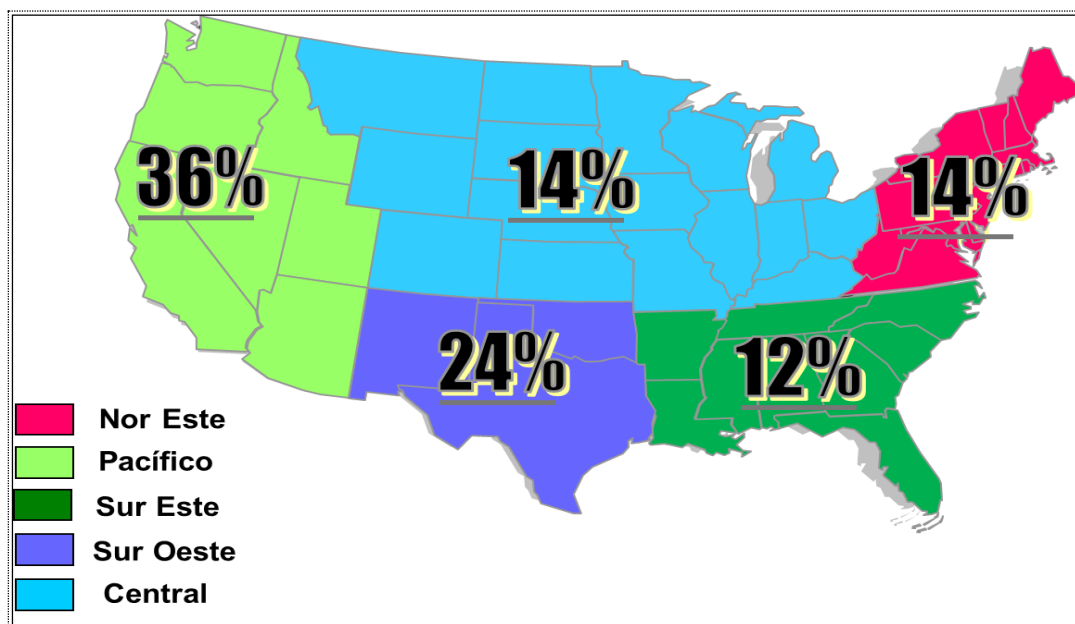 36%
14%
14%
24%
12%
Nor Este
Pacífico
Sur Este
Sur Oeste
Central